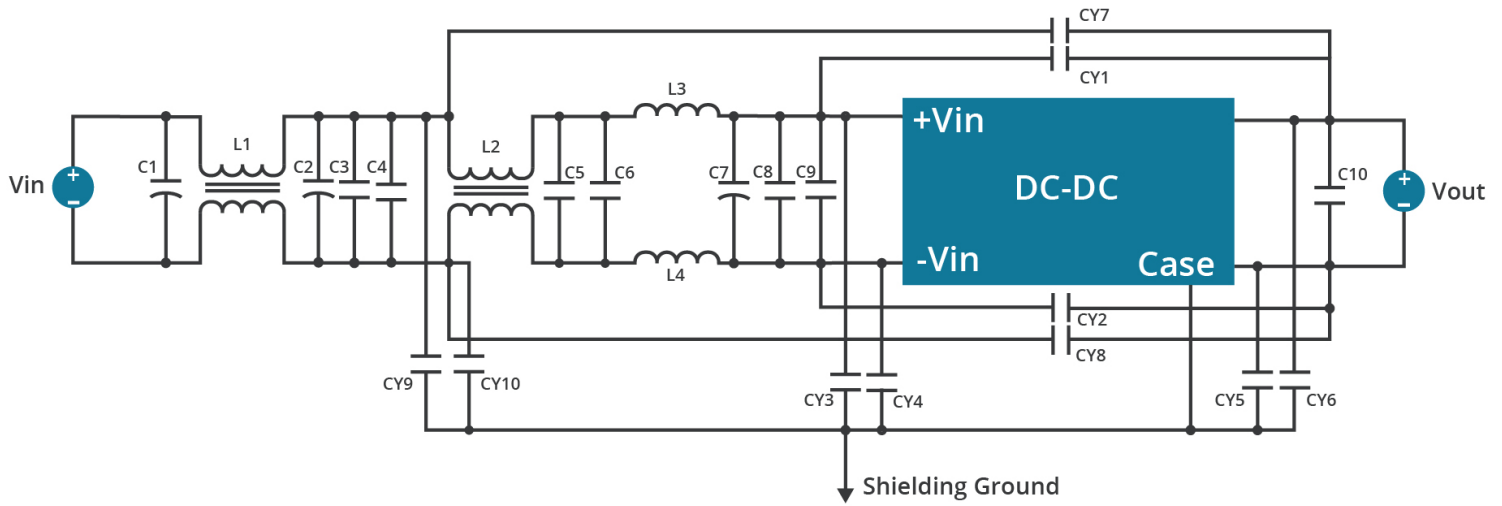 CY7
CY1
L3
+Vin
L1
L2
C1
C2
C3
C4
C5
C6
C7
C8
C9
C10
Vin
+
-
DC-DC
+
-
Vout
-Vin
Case
L4
CY2
CY8
CY9
CY10
CY3
CY4
CY5
CY6
Shielding Ground